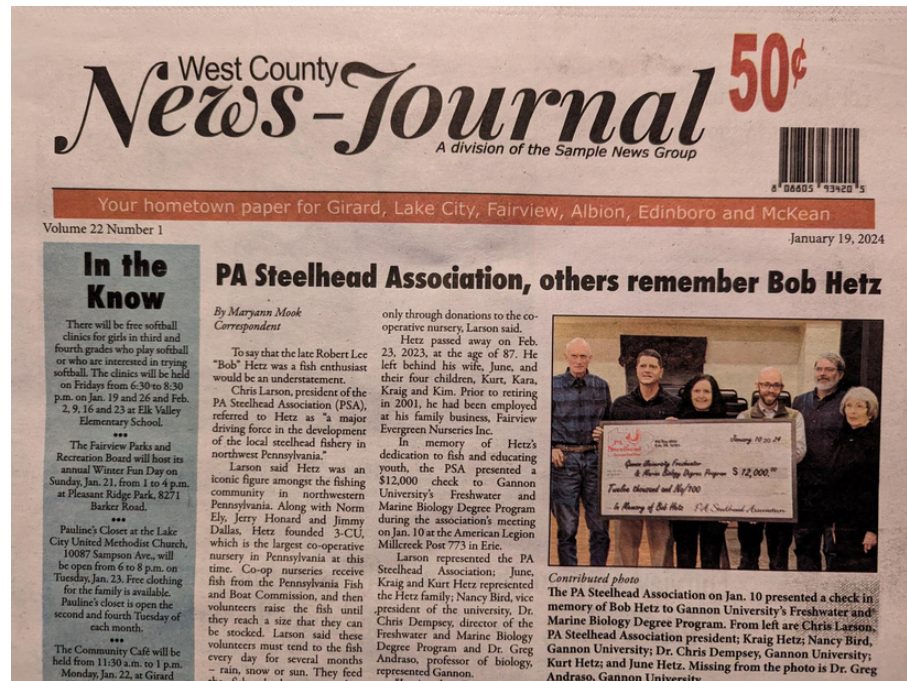 West County
News-Journal
A division of the Sample News Group
50¢
8 08805 93420 5
Your hometown paper for Girard, Lake City, Fairview, Albion, Edinboro and McKean
Volume 22 Number 1
January 19, 2024
In the
Know
There will be free softball
clinics for girls in third and
fourth grades who play softball
or who are interested in trying
softball. The clinics will be held
on Fridays from 6:30 to 8:30
p.m. on Jan. 19 and 26 and Feb.
2, 9, 16 and 23 at Elk Valley
Elementary School.
•••
The Fairview Parks and
Recreation Board will host its
annual Winter Fun Day on
Sunday, Jan. 21, from 1 to 4 p.m.
at Pleasant Ridge Park, 8271
Barker Road.
•••
Pauline's Closet at the Lake
City United Methodist Church,
10087 Sampson Ave., will
be open from 6 to 8 p.m. on
Tuesday, Jan. 23. Free clothing
for the family is available.
Pauline's closet is open the
second and fourth Tuesday of
each month.
•••
The Community Café will be
held from 11:30 a.m. to 1 p.m.
Monday, Jan. 22, at Girard
PA Steelhead Association, others remember Bob Hetz
By Maryann Mook
Correspondent
To say that the late Robert Lee
"Bob" Hetz was a fish enthusiast
would be an understatement.
Chris Larson, president of the
PA Steelhead Association (PSA),
referred to Hetz as "a major
driving force in the development
of the local steelhead fishery in
northwest Pennsylvania."
Larson said Hetz was an
iconic figure amongst the fishing
community in northwestern
Pennsylvania. Along with Norm
Ely, Jerry Honard and Jimmy
Dallas, Hetz founded 3-CU,
which is the largest co-operative
nursery in Pennsylvania at this
time. Co-op nurseries receive
fish from the Pennsylvania Fish
and Boat Commission, and then
volunteers raise the fish until
they reach a size that they can
be stocked. Larson said these
volunteers must tend to the fish
every day for several months
– rain, snow or sun. They feed
only through donations to the co-
operative nursery, Larson said.
Hetz passed away on Feb.
23, 2023, at the age of 87. He
left behind his wife, June, and
their four children, Kurt, Kara,
Kraig and Kim. Prior to retiring
in 2001, he had been employed
at his family business, Fairview
Evergreen Nurseries Inc.
In memory of Hetz's
dedication to fish and educating
youth, the PSA presented a
$12,000 check to Gannon
University's Freshwater and
Marine Biology Degree Program
during the association's meeting
on Jan. 10 at the American Legion
Millcreek Post 773 in Erie.
Larson represented the PA
Steelhead Association; June,
Kraig and Kurt Hetz represented
the Hetz family; Nancy Bird, vice
president of the university, Dr.
Chris Dempsey, director of the
Freshwater and Marine Biology
Degree Program and Dr. Greg
Andraso, professor of biology,
represented Gannon.
PA
Steelhead
January 10 20 24
Gannon University Freshwater
& Marine Biology Degree Program $ 12,000.00
Twelve thousand and No/100
In Memory of Bob Hetz PA Steelhead Association
Contributed photo
The PA Steelhead Association on Jan. 10 presented a check in
memory of Bob Hetz to Gannon University's Freshwater and
Marine Biology Degree Program. From left are Chris Larson,
PA Steelhead Association president; Kraig Hetz; Nancy Bird,
Gannon University; Dr. Chris Dempsey, Gannon University;
Kurt Hetz; and June Hetz. Missing from the photo is Dr. Greg
Andraso, Gannon University.